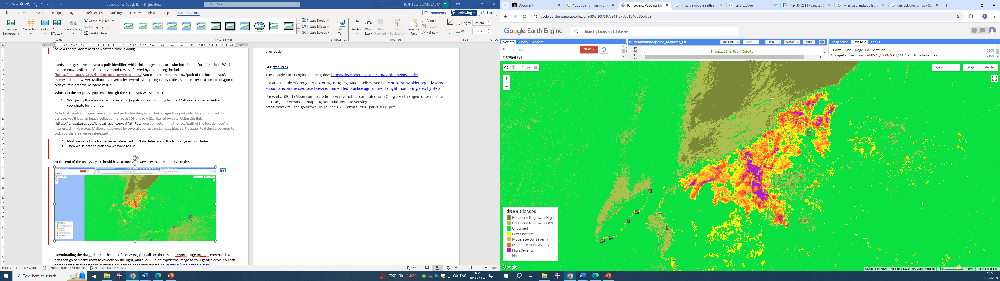 AutoSave Off
Introduction to Google Earth Engine.docx
Search
TURNBULL-LLOYD, LAURA TL
File Home Insert Design Layout References Mailings Review View Help Picture Format
Comments Reviewing Share
Remove Background
Corrections
Color
Artistic Effects
Transparency
Compress Pictures
Change Picture
Reset Picture
Adjust
Picture Styles
Picture Border
Picture Effects
Picture Layout
Alt Text
Accessib...
Position
Wrap Text
Bring Forward
Send Backward
Selection Pane
Align
Group
Rotate
Arrange
Crop
Height: 7.55 cm
Width: 16.35 cm
Size
have a general awareness of what the code is doing.
Landsat images have a row and path identifier, which link images to a particular location on Earth's surface. We'll
load an image collection for path 203 and row 22, filtered by date. Using this link
(https://landsat.usgs.gov/landsat_acq#convertPathRow) you can determine the row/path of the location you're
interested in. However, Mallorca is covered by several overlapping Landsat tiles, so it's easier to define a polygon to
pick you the area we're interested in.
What's in the script: As you read through the script, you will see that:
1. We specify the area we're interested in (a polygon, or bounding box for Mallorca) and set a centre
coordinate for the map.
Note that Landsat images have a row and path identifier, which link images to a particular location on Earth's
surface. We'll load an image collection for path 203 and row 22, filtered by date. Using this link
(https://landsat.usgs.gov/landsat_acq#convertPathRow) you can determine the row/path of the location you're
interested in. However, Mallorca is covered by several overlapping Landsat tiles, so it's easier to define a polygon to
pick you the area we're interested in.
2. Next we set a time frame we're interested in. Note dates are in the format year-month-day.
3. Then we select the platform we want to use.
At the end of the analysis you should have a Burn Area Severity map that looks like this:
Downloading the dNBR data: at the end of the script, you will see there's an 'Export.image.toDrive' command. You
can then go to 'Tasks' (next to console on the right) and click 'Run' to export the image to your google drive. You can
previously.
GEE resources
The Google Earth Engine online guide: https://developers.google.com/earth-engine/guides
For an example of drought monitoring using vegetation indices, see here: https://un-spider.org/advisory-
support/recommended-practices/recommended-practice-agriculture-drought-monitoring/step-by-step
Parks et al (2021) Mean composite fire severity metrics computed with Google Earth Engine offer improved
accuracy and expanded mapping potential. Remote Sensing.
https://www.fs.usda.gov/rm/pubs_journals/2018/rmrs_2018_parks_s004.pdf
Page 3 of 4 1428 words English (United Kingdom) Accessibility: Investigate
Focus 100%
Type here to search
FTSE 100 -0.46% ENG 10:56 10/06/2024
Document
10:30 spanish time in uk -
BurnSeverityMapping_Ma
what is a google earth en
EarthExplorer
May 30, 2013 - Landsat 8
when was landsat 8 laun
gee polygon format - Go
code.earthengine.google.com/39e1937897c211f87a8d134da38c4ca9
Google Earth Engine
Search places and datasets...
Scripts Docs Assets
Filter scripts...
NEW
Owner (3)
BurnSeverityMapping_Mallorca_L8
Get Link Save Run Reset Apps
69
70 //---------------------------------- Translating User Inputs --------------------------------
71
Inspector Console Tasks
Post-fire Image Collection: JSON
ImageCollection LANDSAT/LC08/C01/T1_SR (16 elements) JSON
Layers Map Satellite
dNBR Classes
Enhanced Regrowth, High
Enhanced Regrowth, Low
Unburned
Low Severity
Moderate-low Severity
Moderate-high Severity
High Severity
NA
Google
Keyboard shortcuts Map data ©2024 Inst. Geogr. Nacional 1 km Terms Report a map error
10:56
10/06/2024